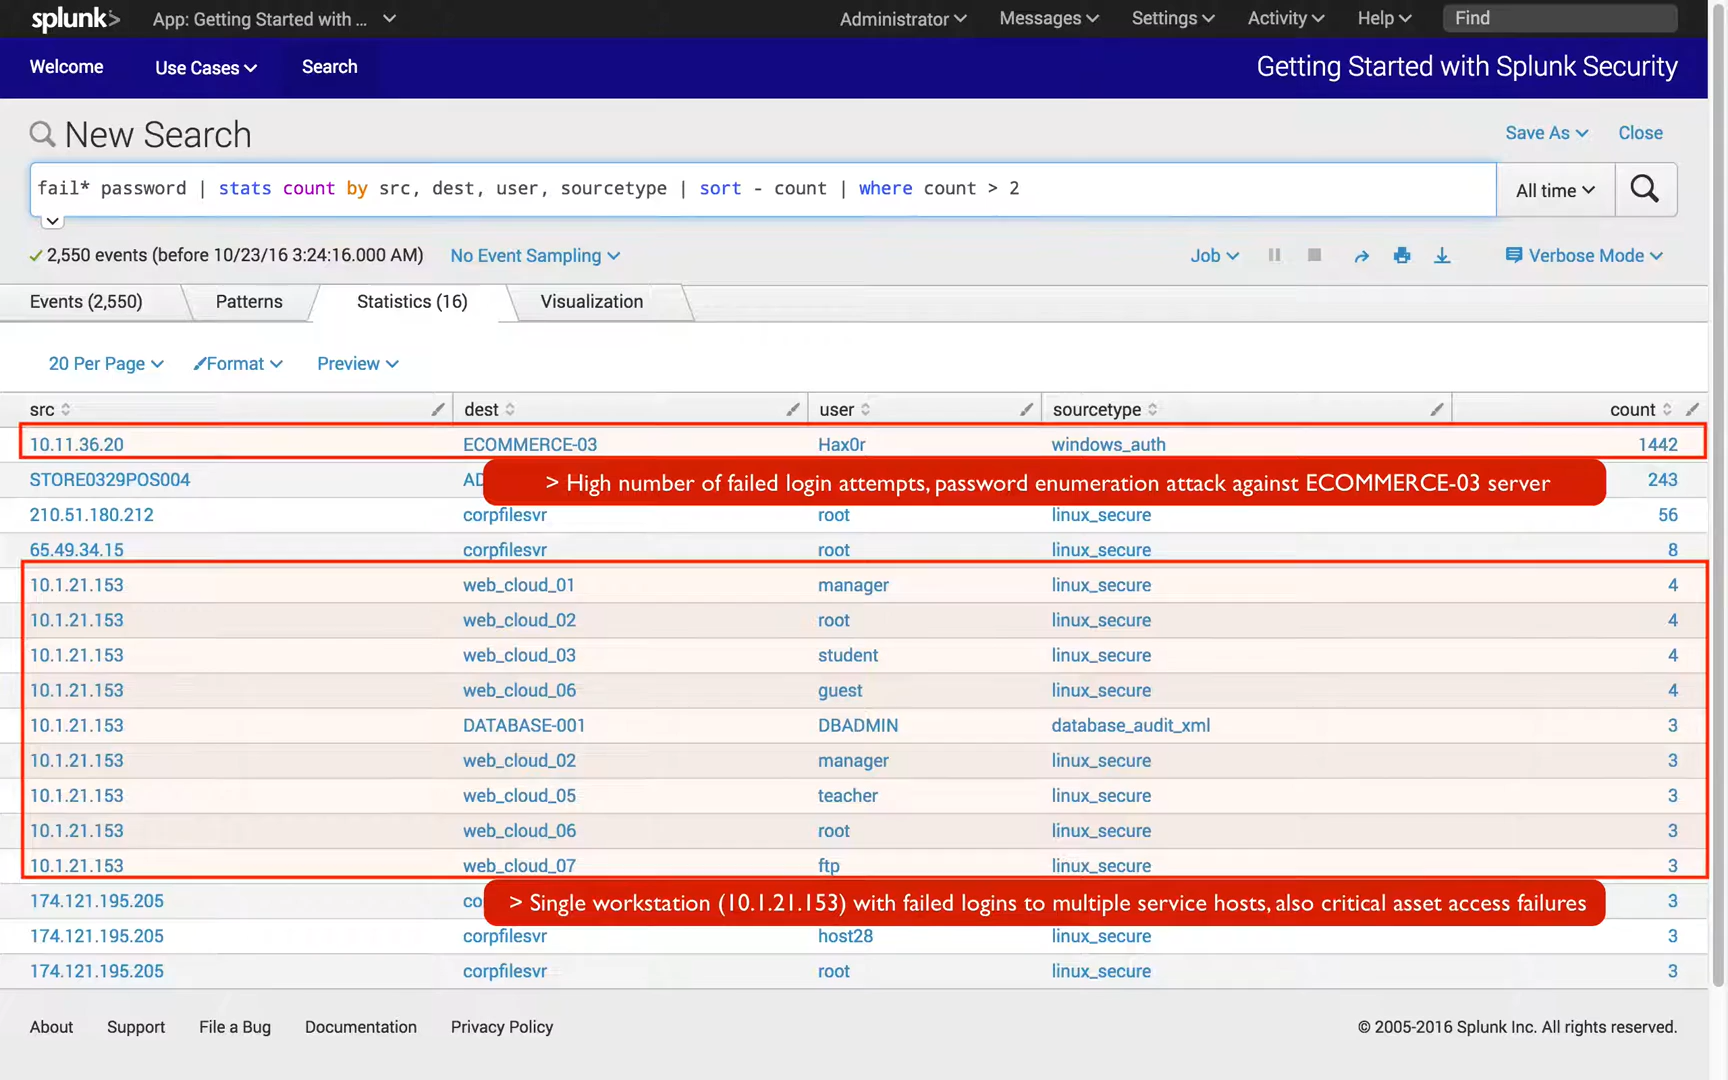 splunk> App: Getting Started with ... Administrator Messages Settings Activity Help Find
Welcome Use Cases Search Getting Started with Splunk Security
New Search Save As Close
fail* password | stats count by src, dest, user, sourcetype | sort - count | where count > 2 All time
2,550 events (before 10/23/16 3:24:16.000 AM) No Event Sampling Job Verbose Mode
Events (2,550) Patterns Statistics (16) Visualization
20 Per Page Format Preview
src dest user sourcetype count
10.11.36.20 ECOMMERCE-03 Hax0r windows_auth 1442
STORE0329POS004 243
> High number of failed login attempts, password enumeration attack against ECOMMERCE-03 server
210.51.180.212 corpfilesvr root linux_secure 56
65.49.34.15 corpfilesvr root linux_secure 8
10.1.21.153 web_cloud_01 manager linux_secure 4
10.1.21.153 web_cloud_02 root linux_secure 4
10.1.21.153 web_cloud_03 student linux_secure 4
10.1.21.153 web_cloud_06 guest linux_secure 4
10.1.21.153 DATABASE-001 DBADMIN database_audit_xml 3
10.1.21.153 web_cloud_02 manager linux_secure 3
10.1.21.153 web_cloud_05 teacher linux_secure 3
10.1.21.153 web_cloud_06 root linux_secure 3
10.1.21.153 web_cloud_07 ftp linux_secure 3
174.121.195.205 3
> Single workstation (10.1.21.153) with failed logins to multiple service hosts, also critical asset access failures
174.121.195.205 corpfilesvr host28 linux_secure 3
174.121.195.205 corpfilesvr root linux_secure 3
About Support File a Bug Documentation Privacy Policy © 2005-2016 Splunk Inc. All rights reserved.